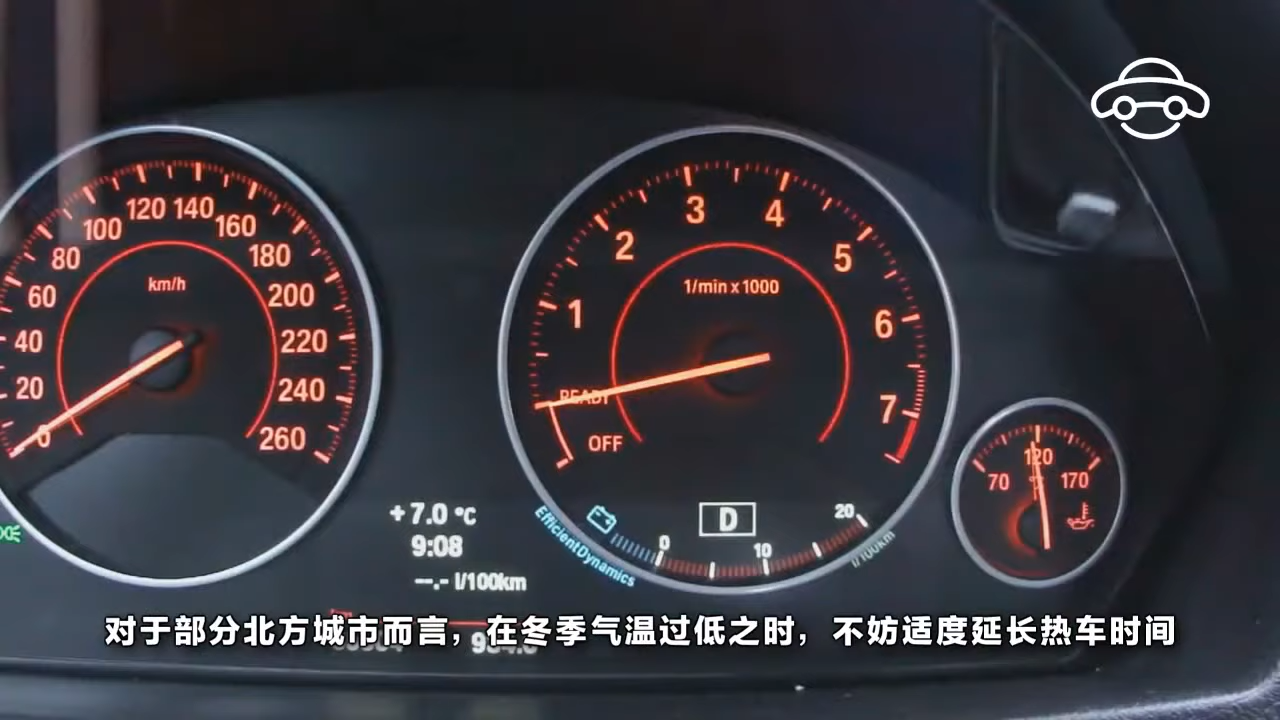 120 140
100 160
80 180
km/h
60 200
40 220
20 240
0 260
3 4
2 5
1/min x 1000
1 6
READY
7
OFF
120
70 170
+7.0 °C
9:08
--.- l/100km
D
0 10 20
l/100km
EfficientDynamics
对于部分北方城市而言，在冬季气温过低之时，不妨适度延长热车时间